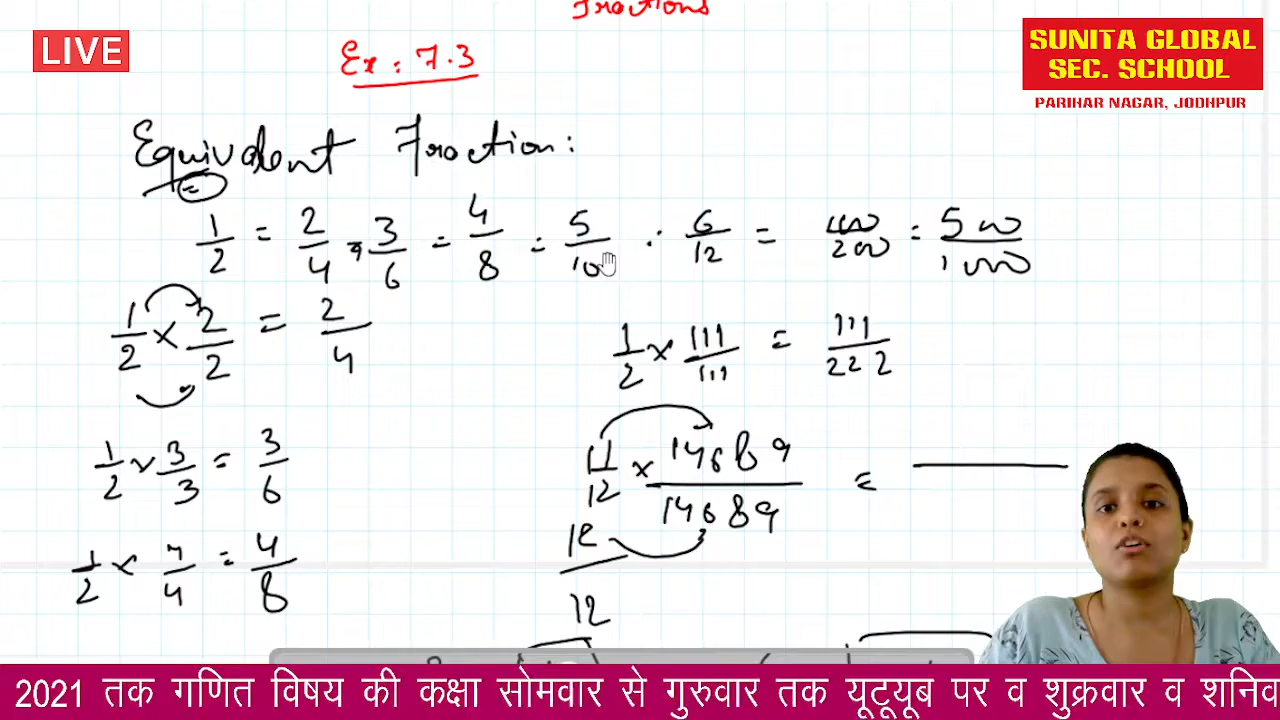 Fractions
LIVE
Ex: 7.3
SUNITA GLOBAL
SEC. SCHOOL
PARIHAR NAGAR, JODHPUR
Equivalent Fraction:
1/2 = 2/4 = 3/6 = 4/8 = 5/10 = 6/12 = 100/200 = 500/1000
1/2 × 2/2 = 2/4
1/2 × 111/111 = 111/222
1/2 × 3/3 = 3/6
11/12 × 14689/14689 =
1/2 × 4/4 = 4/8
12/12
2021 तक गणित विषय की कक्षा सोमवार से गुरुवार तक यूटूयूब पर व शुक्रवार व शनिव